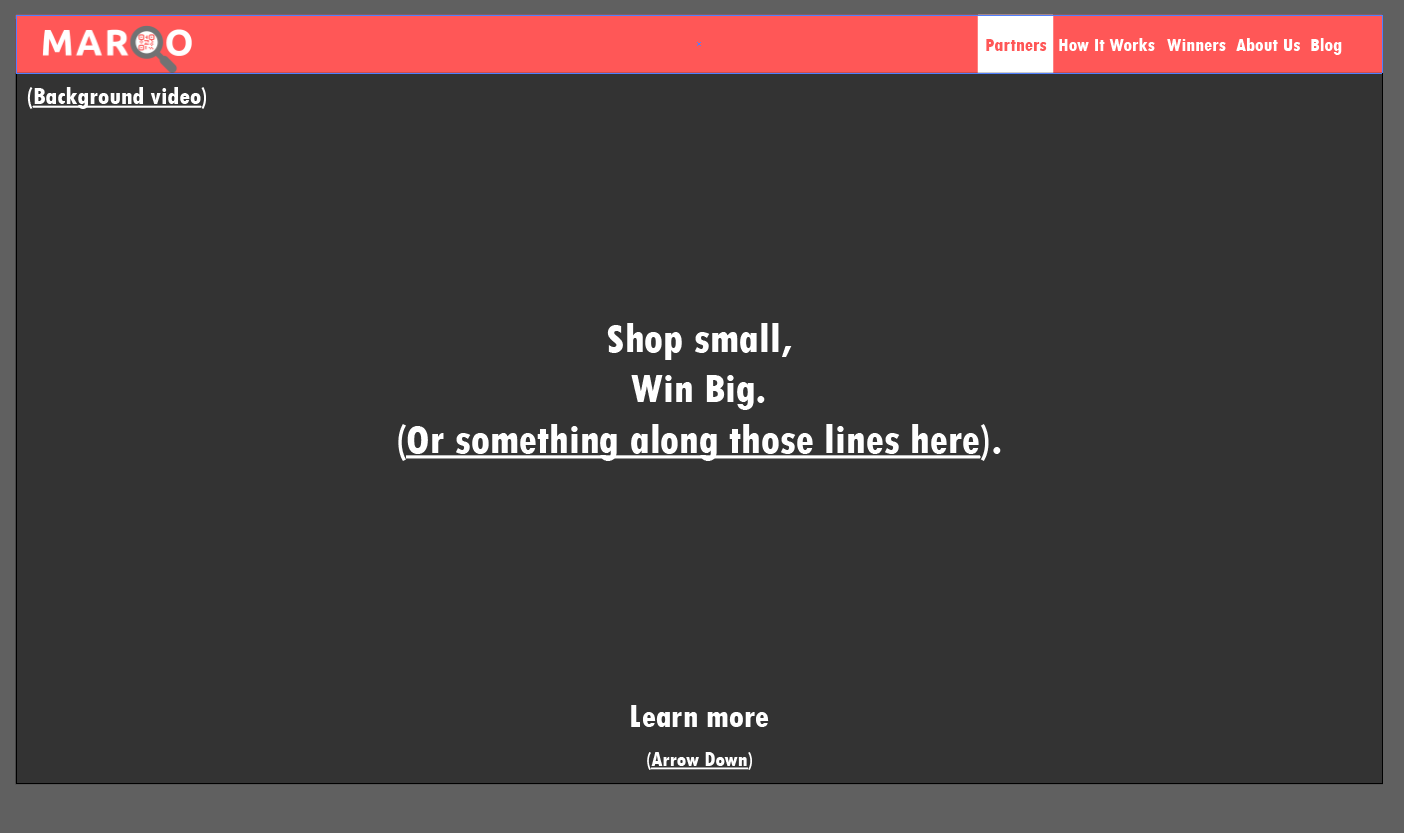 MARQO
Partners How It Works Winners About Us Blog
(Background video)
Shop small,
Win Big.
(Or something along those lines here).
Learn more
(Arrow Down)